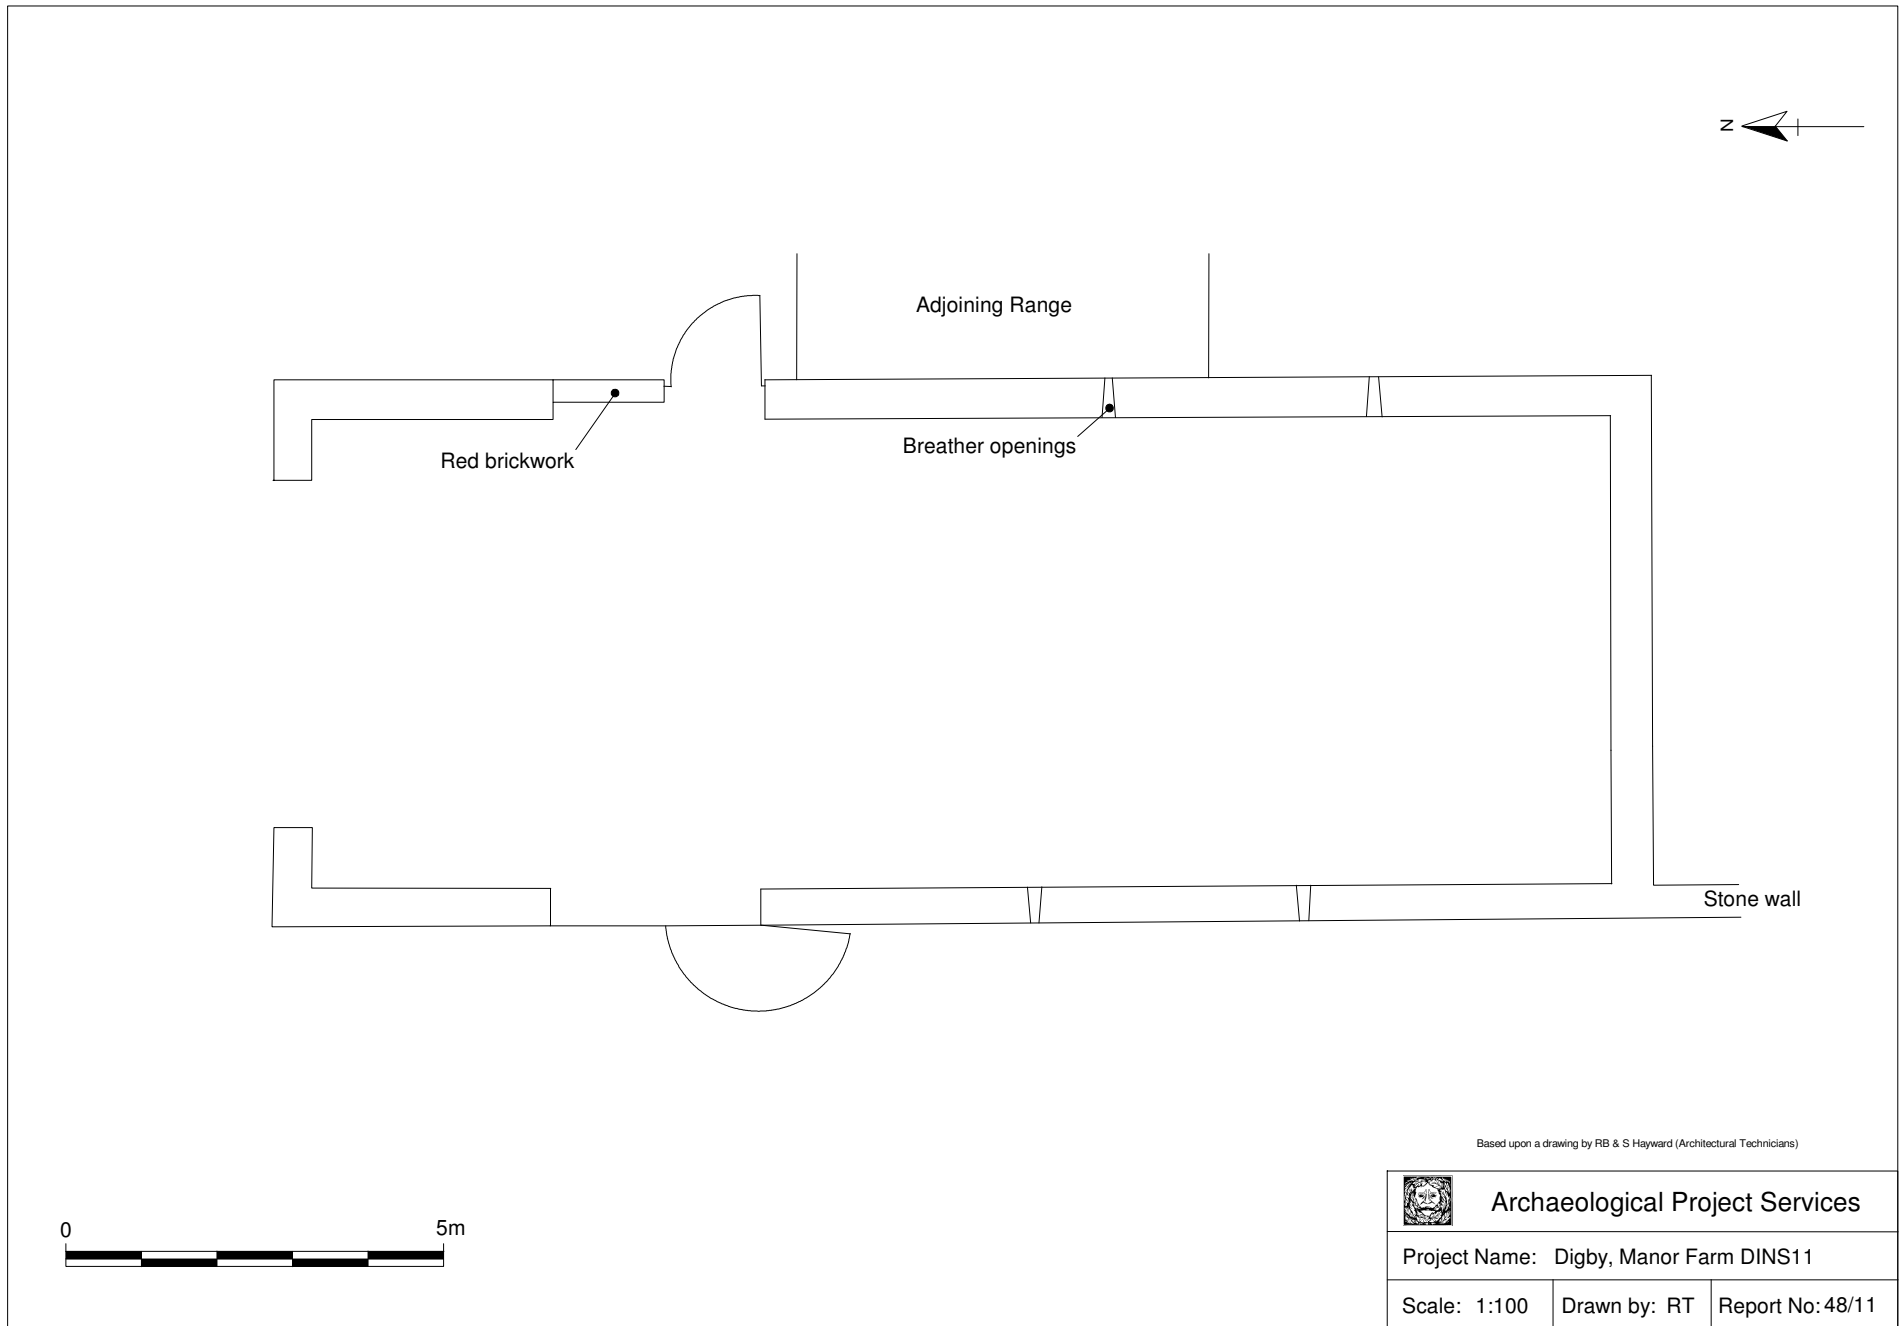 N
Adjoining Range
Red brickwork
Breather openings
Stone wall
Based upon a drawing by RB & S Hayward (Architectural Technicians)
0 5m
Archaeological Project Services
Project Name: Digby, Manor Farm DINS11
Scale: 1:100 Drawn by: RT Report No: 48/11